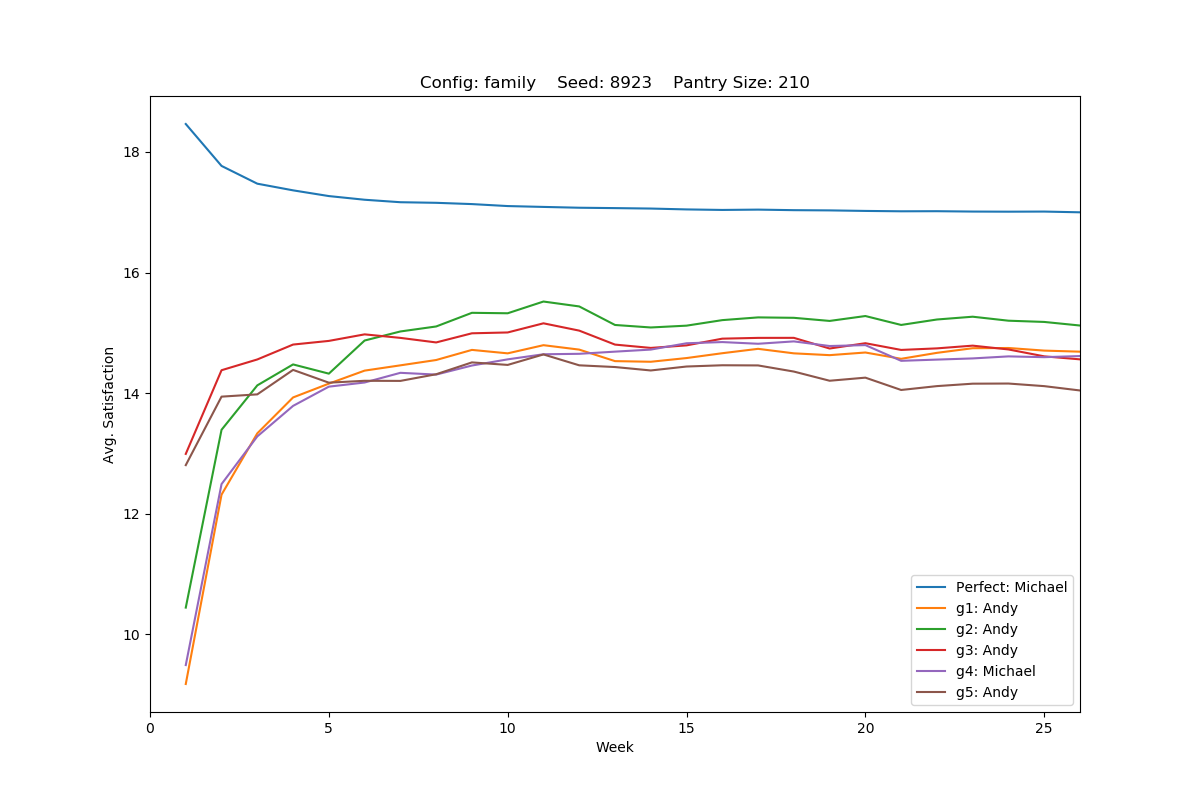 Config: family    Seed: 8923    Pantry Size: 210
Avg. Satisfaction
18
16
14
12
10
0
5
10
15
20
25
Week
Perfect: Michael
g1: Andy
g2: Andy
g3: Andy
g4: Michael
g5: Andy